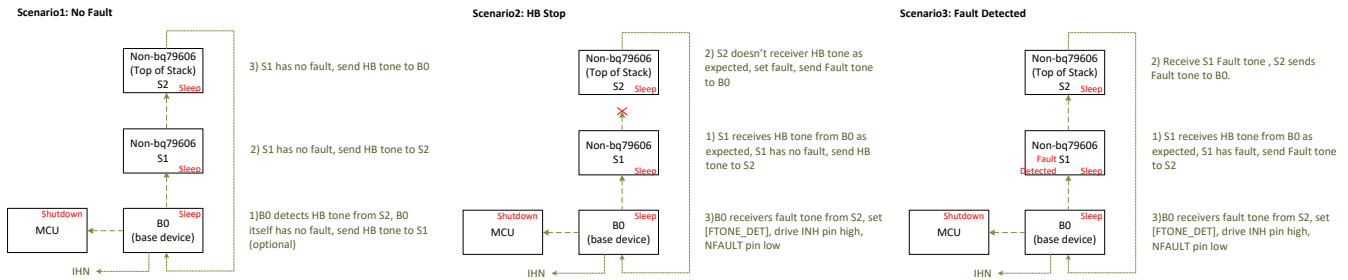 Scenario1: No Fault
Non-bq79606
(Top of Stack)
S2
Sleep
3) S1 has no fault, send HB tone to B0
Non-bq79606
S1
Sleep
2) S1 has no fault, send HB tone to S2
Shutdown
MCU
Sleep
B0
(base device)
1)B0 detects HB tone from S2, B0
itself has no fault, send HB tone to S1
(optional)
IHN
Scenario2: HB Stop
Non-bq79606
(Top of Stack)
S2
Sleep
2) S2 doesn't receiver HB tone as
expected, set fault, send Fault tone
to B0
Non-bq79606
S1
Sleep
1) S1 receives HB tone from B0 as
expected, S1 has no fault, send HB
tone to S2
Shutdown
MCU
Sleep
B0
(base device)
3)B0 receivers fault tone from S2, set
[FTONE_DET], drive INH pin high,
NFAULT pin low
IHN
Scenario3: Fault Detected
Non-bq79606
(Top of Stack)
S2
Sleep
2) Receive S1 Fault tone , S2 sends
Fault tone to B0.
Non-bq79606
Fault S1
Detected
Sleep
1) S1 receives HB tone from B0 as
expected, S1 has fault, send Fault tone
to S2
Shutdown
MCU
Sleep
B0
(base device)
3)B0 receivers fault tone from S2, set
[FTONE_DET], drive INH pin high,
NFAULT pin low
IHN